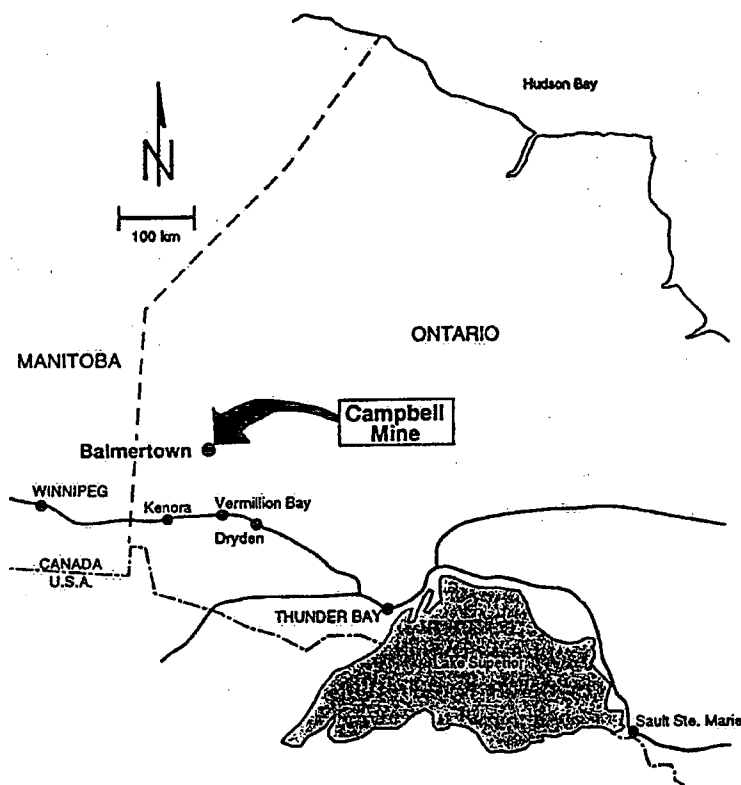 Hudson Bay
N
100 km
ONTARIO
MANITOBA
Campbell
Mine
Balmertown
WINNIPEG
Kenora
Vermillion Bay
Dryden
CANADA
U.S.A.
THUNDER BAY
Lake Superior
Sault Ste. Marie